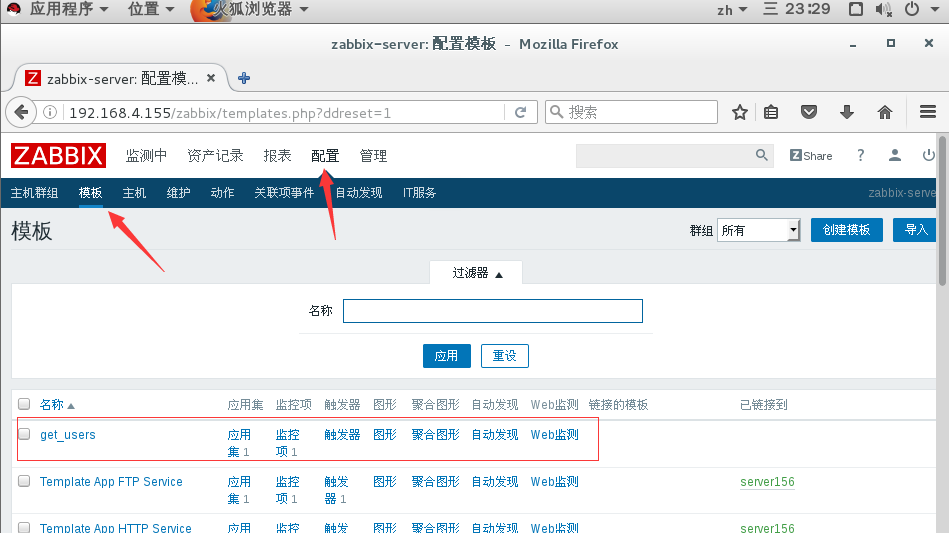 应用程序 位置 火狐浏览器 zh 三 23:29
zabbix-server: 配置模板 - Mozilla Firefox
Z zabbix-server: 配置模...
192.168.4.155/zabbix/templates.php?ddreset=1 搜索
ZABBIX 监测中 资产记录 报表 配置 管理 Z Share ?
主机群组 模板 主机 维护 动作 关联项事件 自动发现 IT服务 zabbix-serve
模板 群组 所有 创建模板 导入
过滤器
名称
应用 重设
名称 应用集 监控项 触发器 图形 聚合图形 自动发现 Web监测 链接的模板 已链接到
get_users 应用集 1 监控项 1 触发器 图形 聚合图形 自动发现 Web监测
Template App FTP Service 应用集 1 监控项 1 触发器 1 图形 聚合图形 自动发现 Web监测 server156
Template App HTTP Service 应用 监控 触发 图形 聚合图形 自动发现 Web监测 server156